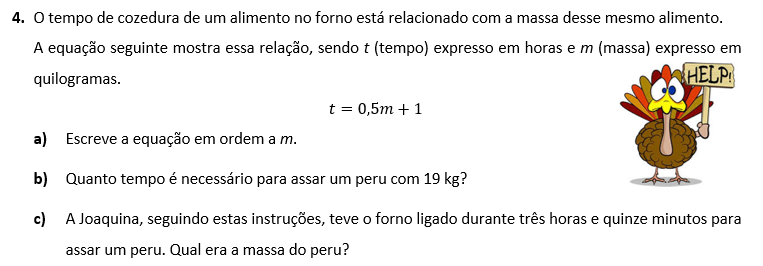 4. O tempo de cozedura de um alimento no forno está relacionado com a massa desse mesmo alimento.
A equação seguinte mostra essa relação, sendo t (tempo) expresso em horas e m (massa) expresso em
quilogramas.
HELP!
t = 0,5m + 1
a) Escreve a equação em ordem a m.
b) Quanto tempo é necessário para assar um peru com 19 kg?
c) A Joaquina, seguindo estas instruções, teve o forno ligado durante três horas e quinze minutos para
assar um peru. Qual era a massa do peru?